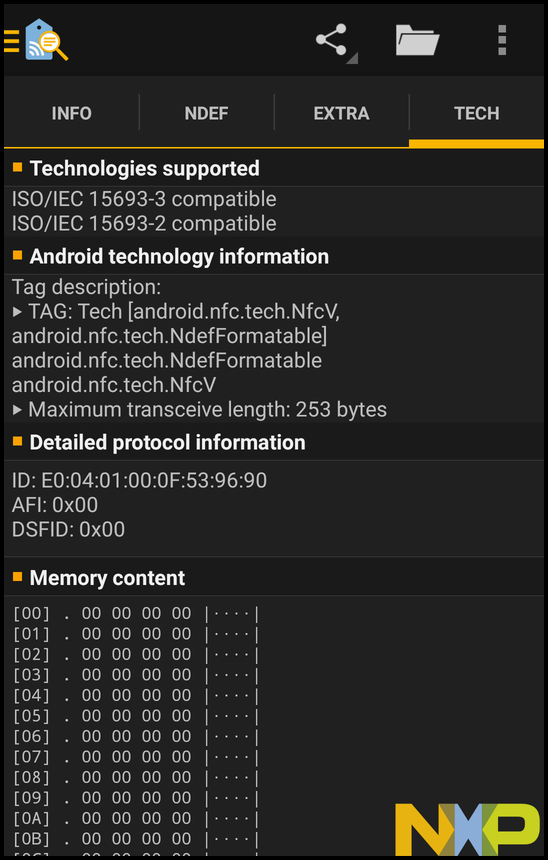 INFO
NDEF
EXTRA
TECH
Technologies supported
ISO/IEC 15693-3 compatible
ISO/IEC 15693-2 compatible
Android technology information
Tag description:
▸ TAG: Tech [android.nfc.tech.NfcV,
android.nfc.tech.NdefFormatable]
android.nfc.tech.NdefFormatable
android.nfc.tech.NfcV
▸ Maximum transceive length: 253 bytes
Detailed protocol information
ID: E0:04:01:00:0F:53:96:90
AFI: 0x00
DSFID: 0x00
Memory content
[00] . 00 00 00 00 |····|
[01] . 00 00 00 00 |····|
[02] . 00 00 00 00 |····|
[03] . 00 00 00 00 |····|
[04] . 00 00 00 00 |····|
[05] . 00 00 00 00 |····|
[06] . 00 00 00 00 |····|
[07] . 00 00 00 00 |····|
[08] . 00 00 00 00 |····|
[09] . 00 00 00 00 |····|
[0A] . 00 00 00 00 |····|
[0B] . 00 00 00 00 |····|
NXP